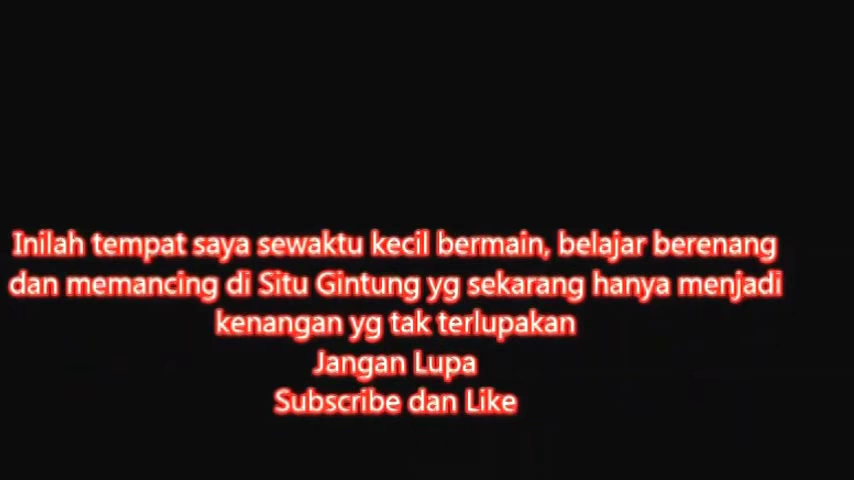 Inilah tempat saya sewaktu kecil bermain, belajar berenang
dan memancing di Situ Gintung yg sekarang hanya menjadi
kenangan yg tak terlupakan
Jangan Lupa
Subscribe dan Like